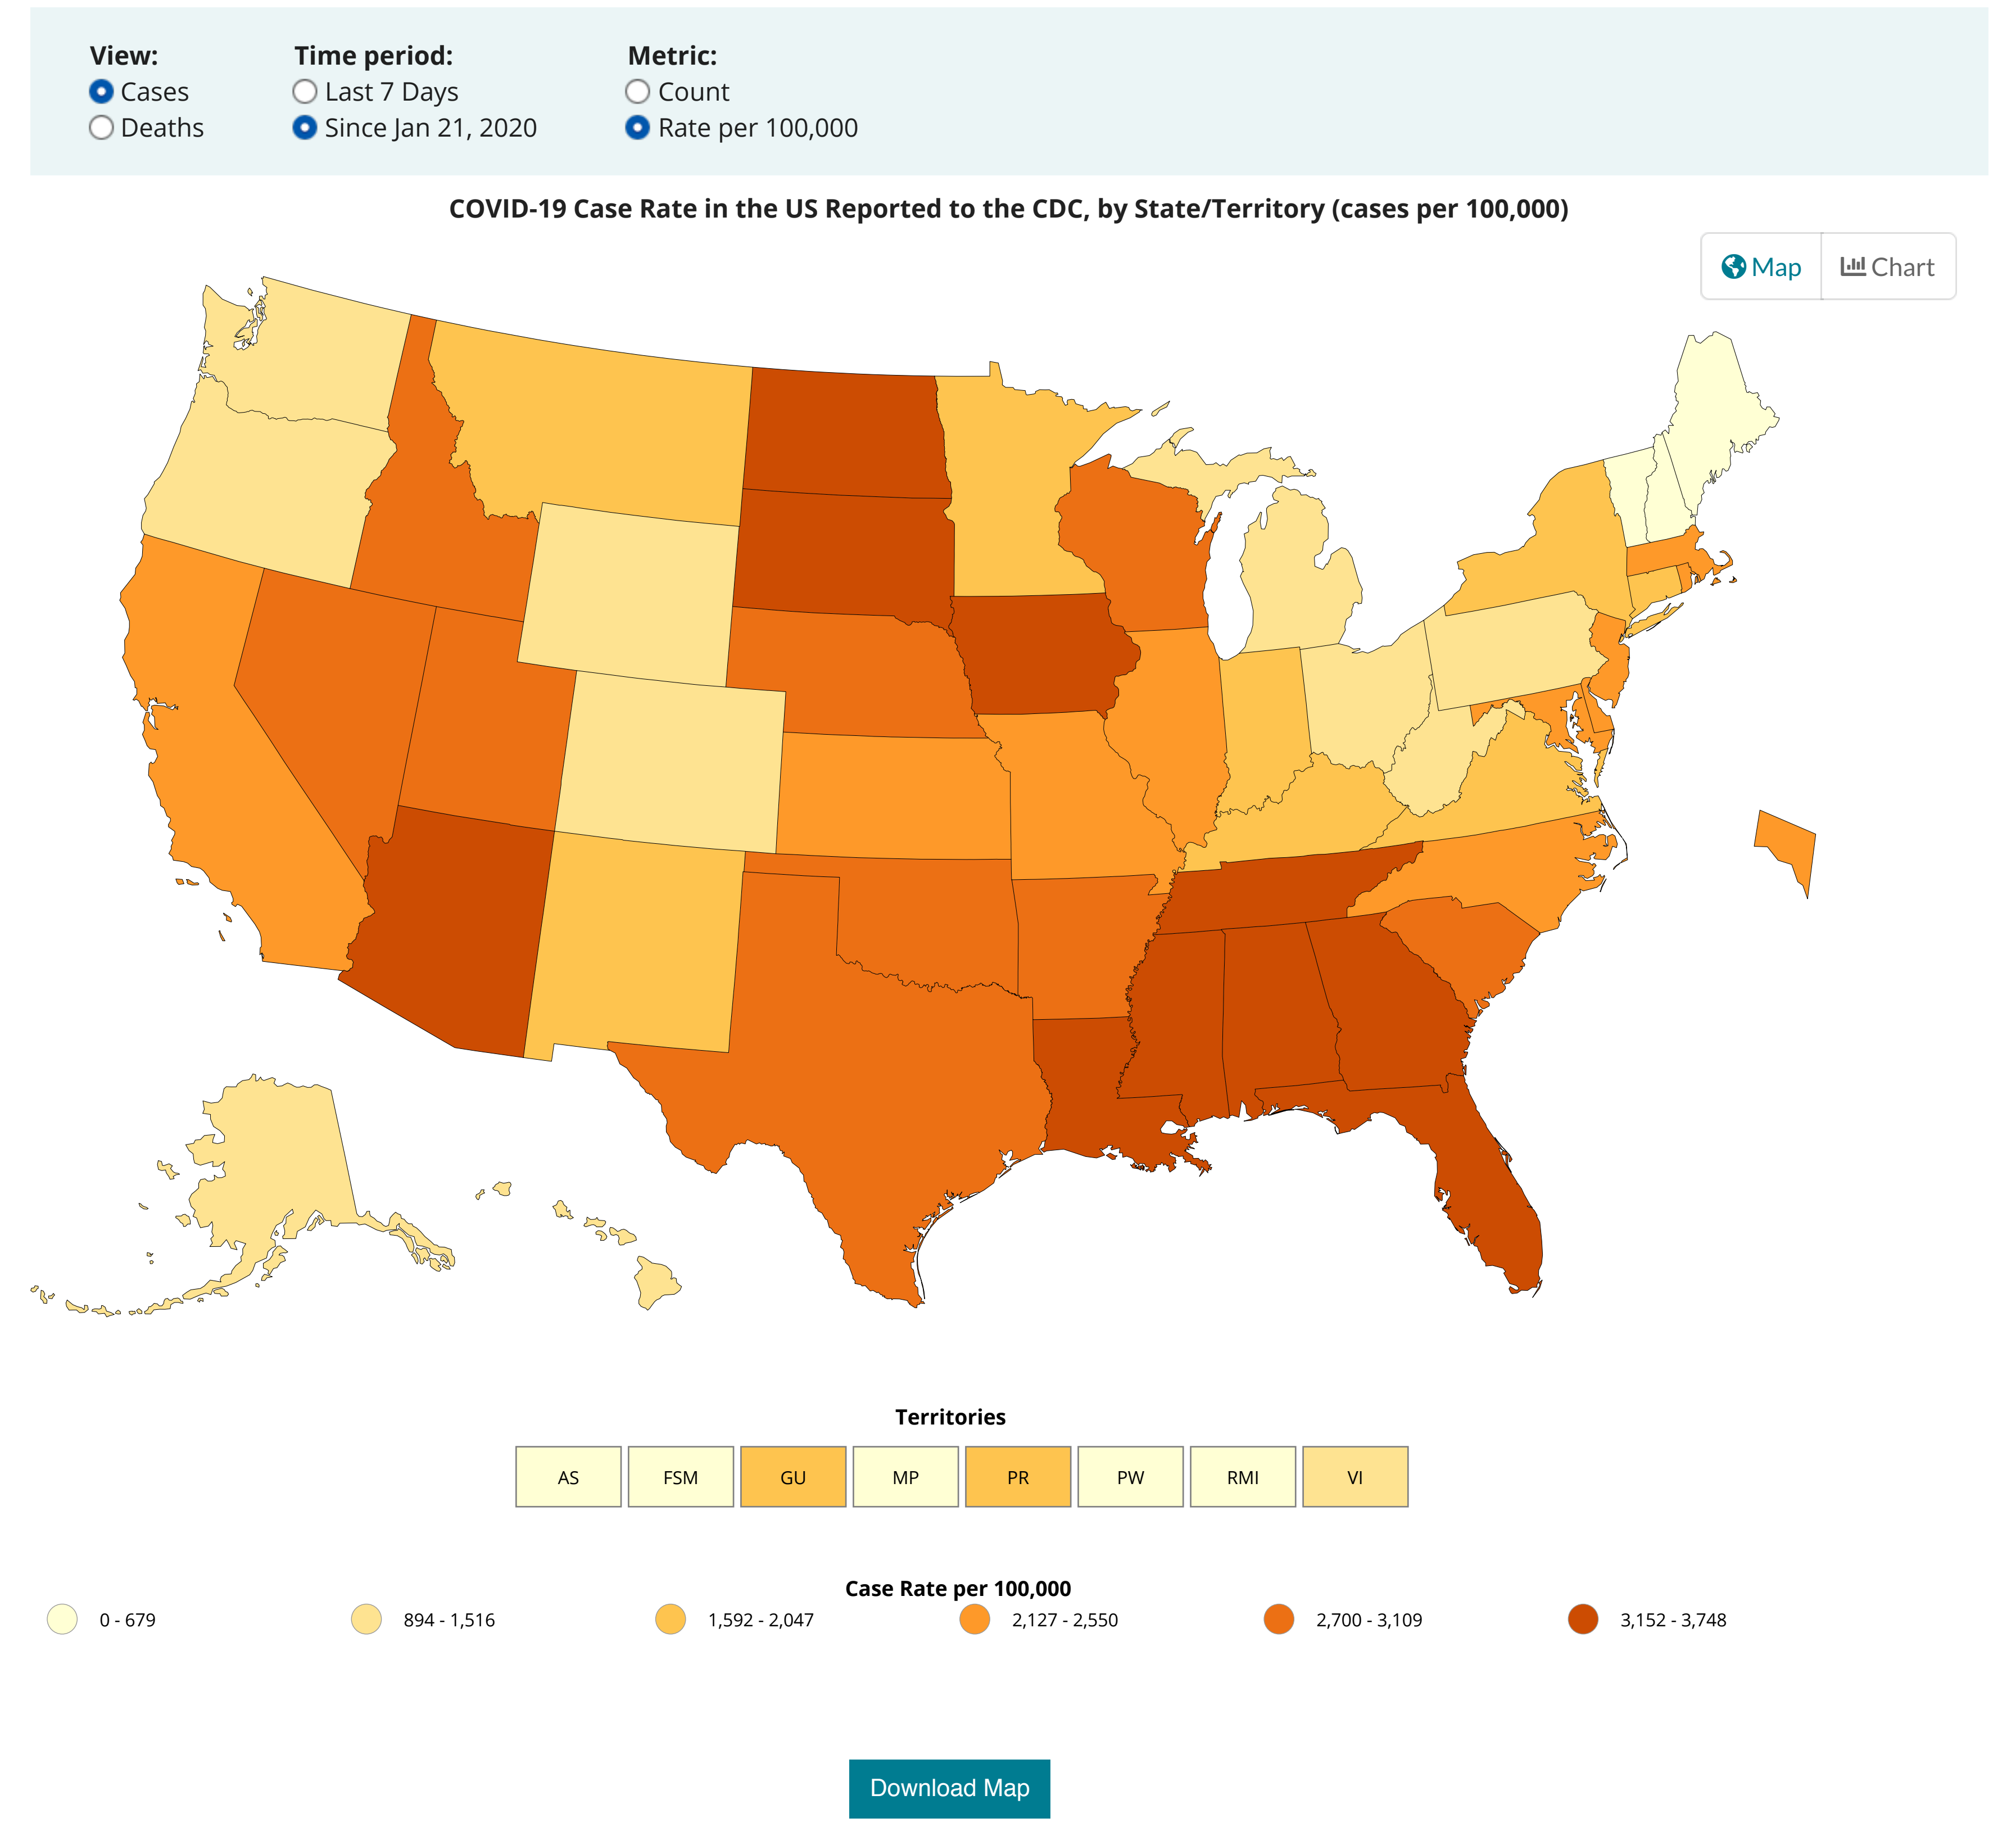 View: Time period: Metric:
Cases Last 7 Days Count
Deaths Since Jan 21, 2020 Rate per 100,000
COVID-19 Case Rate in the US Reported to the CDC, by State/Territory (cases per 100,000)
Map Chart
Territories
AS FSM GU MP PR PW RMI VI
Case Rate per 100,000
0 - 679 894 - 1,516 1,592 - 2,047 2,127 - 2,550 2,700 - 3,109 3,152 - 3,748
Download Map